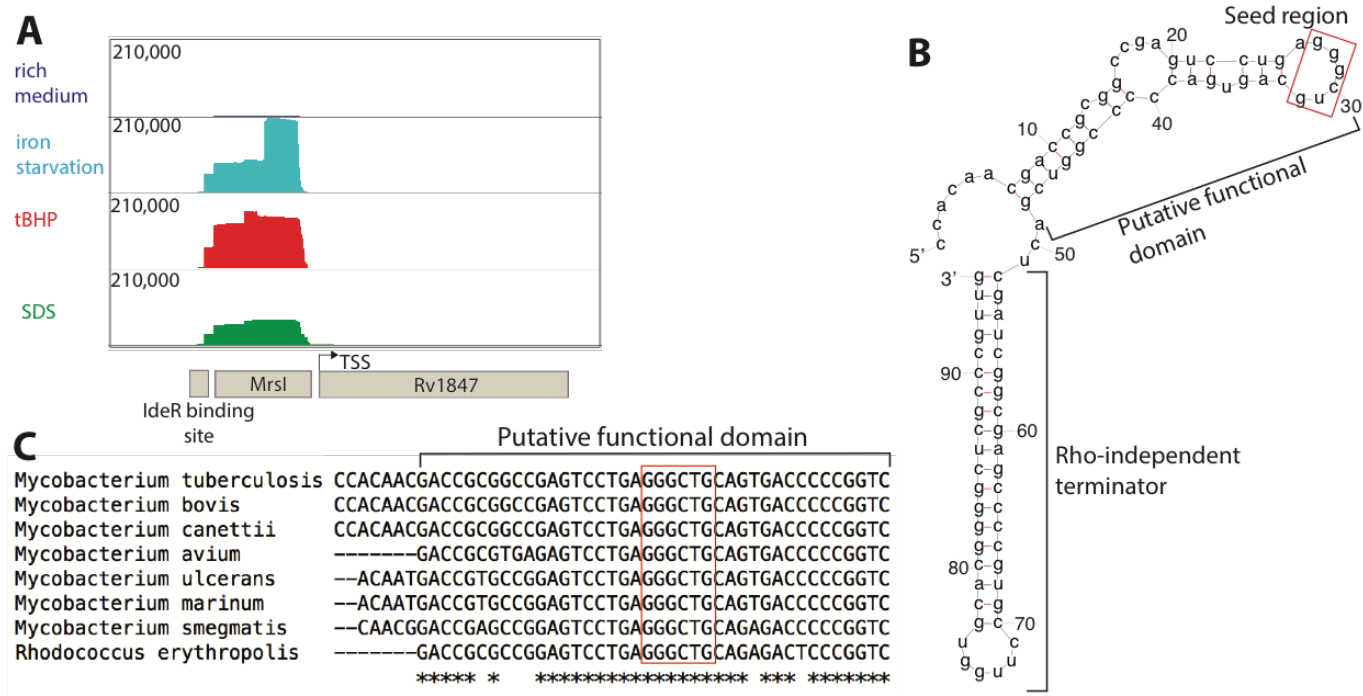 A
210,000
rich
medium
210,000
iron
starvation
210,000
tBHP
210,000
SDS
TSS
MrsI
Rv1847
IdeR binding
site
B
Seed region
20
30
10
40
50
5’
3’
60
70
80
90
Putative functional
domain
Rho-independent
terminator
C
Putative functional domain
Mycobacterium tuberculosis CCACAACGACCGCGGCCGAGTCCTGAGGGCTGCAGTGACCCCCGGTC
Mycobacterium bovis CCACAACGACCGCGGCCGAGTCCTGAGGGCTGCAGTGACCCCCGGTC
Mycobacterium canettii CCACAACGACCGCGGCCGAGTCCTGAGGGCTGCAGTGACCCCCGGTC
Mycobacterium avium -------GACCGCGTGAGAGTCCTGAGGGCTGCAGTGACCCCCGGTC
Mycobacterium ulcerans --ACAATGACCGTGCCGGAGTCCTGAGGGCTGCAGTGACCCCCGGTC
Mycobacterium marinum --ACAATGACCGTGCCGGAGTCCTGAGGGCTGCAGTGACCCCCGGTC
Mycobacterium smegmatis --CAACGGACCGAGCCGGAGTCCTGAGGGCTGCAGAGACCCCCGGTC
Rhodococcus erythropolis -------GACCGCGCCGGAGTCCTGAGGGCTGCAGAGACTCCCGGTC
***** * ****************** *** ********